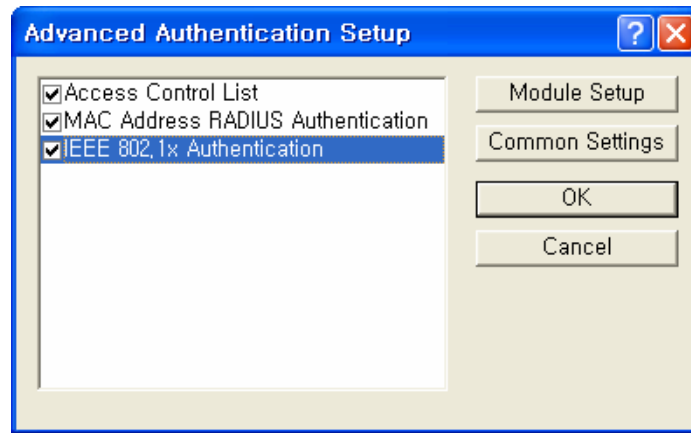 Advanced Authentication Setup
Access Control List
MAC Address RADIUS Authentication
IEEE 802,1x Authentication
Module Setup
Common Settings
OK
Cancel